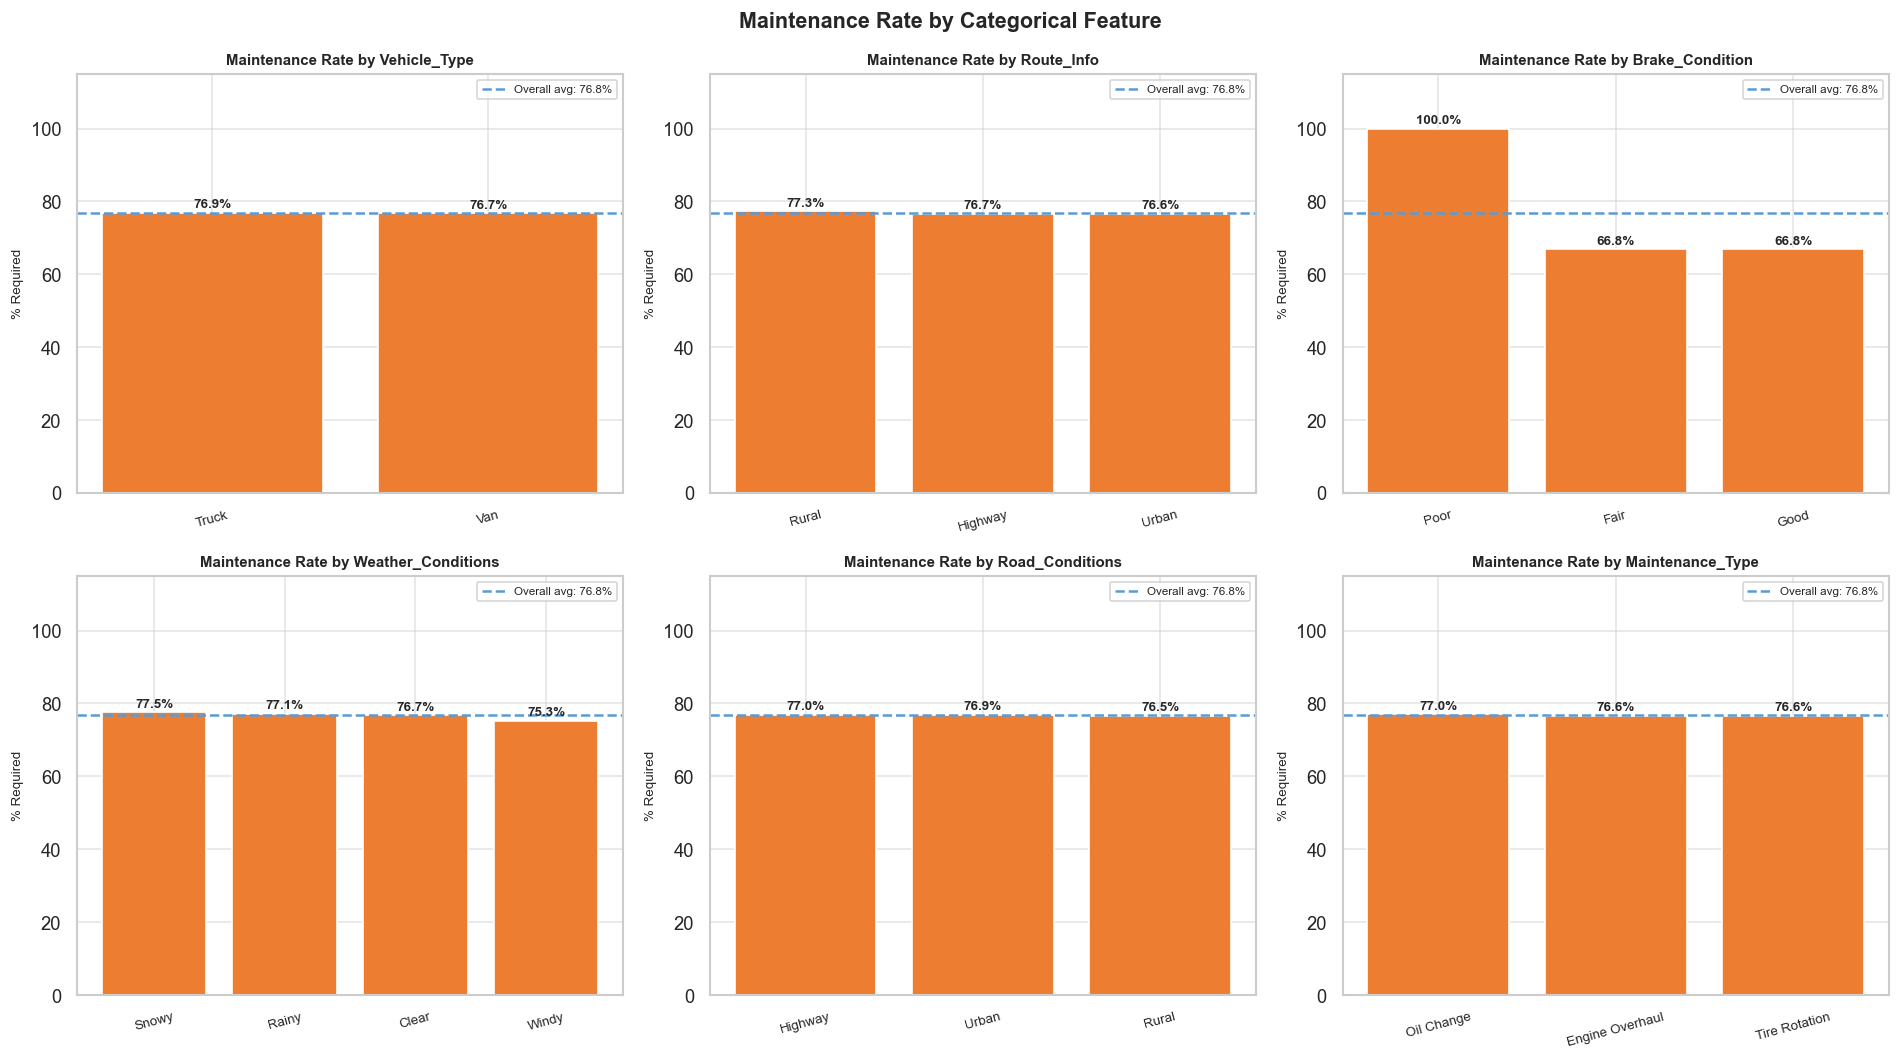 Maintenance Rate by Categorical Feature
Maintenance Rate by Vehicle_Type
Overall avg: 76.8%
% Required
100
80
60
40
20
0
76.9%
76.7%
Truck
Van
Maintenance Rate by Route_Info
Overall avg: 76.8%
% Required
100
80
60
40
20
0
77.3%
76.7%
76.6%
Rural
Highway
Urban
Maintenance Rate by Brake_Condition
Overall avg: 76.8%
% Required
100
80
60
40
20
0
100.0%
66.8%
66.8%
Poor
Fair
Good
Maintenance Rate by Weather_Conditions
Overall avg: 76.8%
% Required
100
80
60
40
20
0
77.5%
77.1%
76.7%
75.3%
Snowy
Rainy
Clear
Windy
Maintenance Rate by Road_Conditions
Overall avg: 76.8%
% Required
100
80
60
40
20
0
77.0%
76.9%
76.5%
Highway
Urban
Rural
Maintenance Rate by Maintenance_Type
Overall avg: 76.8%
% Required
100
80
60
40
20
0
77.0%
76.6%
76.6%
Oil Change
Engine Overhaul
Tire Rotation